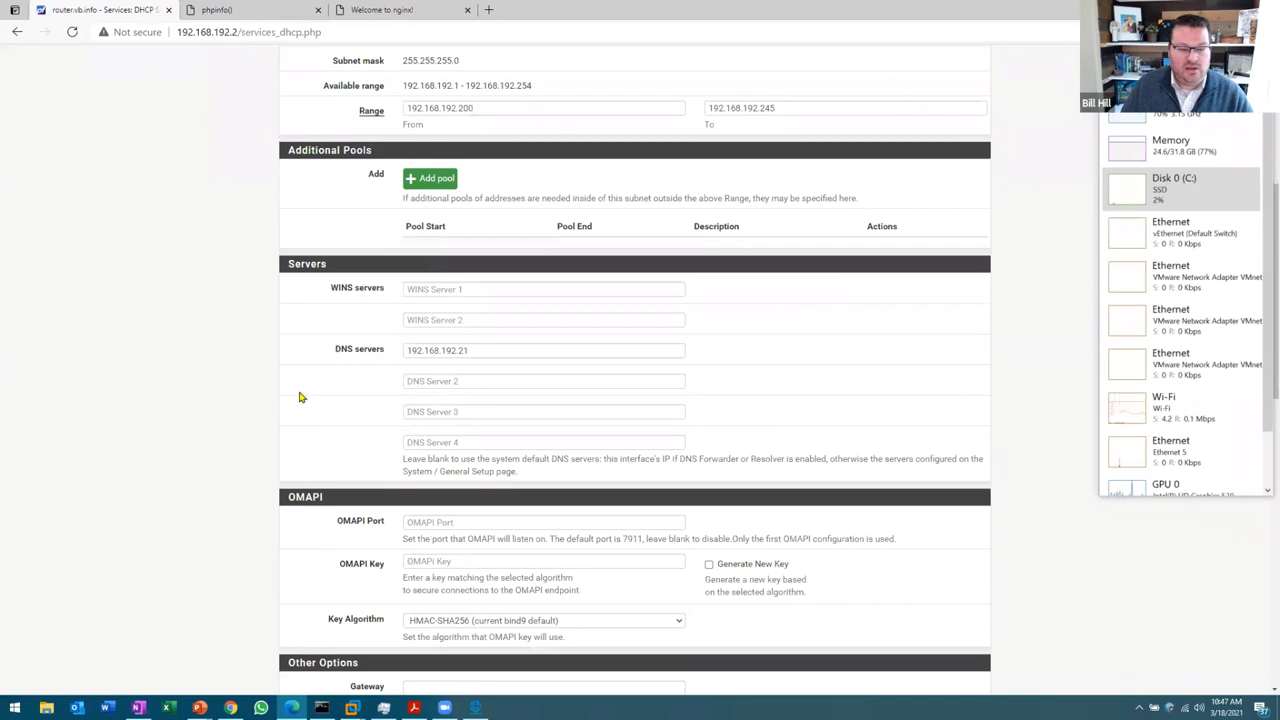 router.vb.info - Services: DHCP S
phpinfo()
Welcome to nginx!
Not secure
192.168.192.2/services_dhcp.php
Subnet mask
255.255.255.0
Available range
192.168.192.1 - 192.168.192.254
Range
192.168.192.200
192.168.192.245
From
To
Additional Pools
Add
Add pool
If additional pools of addresses are needed inside of this subnet outside the above Range, they may be specified here.
Pool Start
Pool End
Description
Actions
Servers
WINS servers
WINS Server 1
WINS Server 2
DNS servers
192.168.192.21
DNS Server 2
DNS Server 3
DNS Server 4
Leave blank to use the system default DNS servers: this interface's IP if DNS Forwarder or Resolver is enabled, otherwise the servers configured on the
System / General Setup page.
OMAPI
OMAPI Port
OMAPI Port
Set the port that OMAPI will listen on. The default port is 7911, leave blank to disable.Only the first OMAPI configuration is used.
OMAPI Key
OMAPI Key
Generate New Key
Enter a key matching the selected algorithm
to secure connections to the OMAPI endpoint.
Generate a new key based
on the selected algorithm.
Key Algorithm
HMAC-SHA256 (current bind9 default)
Set the algorithm that OMAPI key will use.
Other Options
Gateway
Bill Hill
70% 3.13 GHz
Memory
24.6/31.8 GB (77%)
Disk 0 (C:)
SSD
2%
Ethernet
vEthernet (Default Switch)
S: 0 R: 0 Kbps
Ethernet
VMware Network Adapter VMnet
S: 0 R: 0 Kbps
Ethernet
VMware Network Adapter VMnet
S: 0 R: 0 Kbps
Ethernet
VMware Network Adapter VMnet
S: 0 R: 0 Kbps
Wi-Fi
Wi-Fi
S: 4.2 R: 0.1 Mbps
Ethernet
Ethernet 5
S: 0 R: 0 Kbps
GPU 0
10:47 AM
3/18/2021